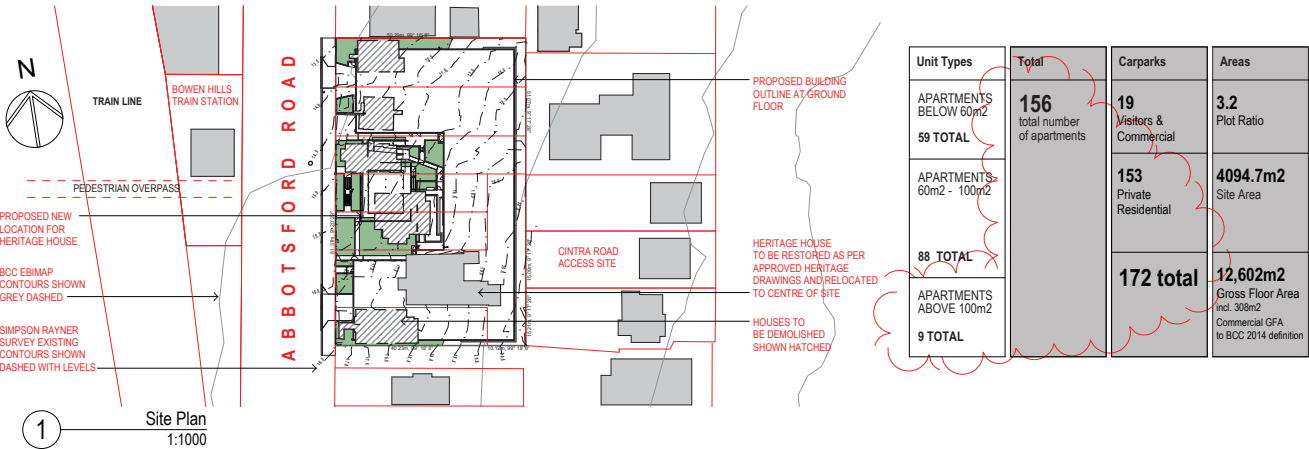 N
TRAIN LINE
BOWEN HILLS
TRAIN STATION
PEDESTRIAN OVERPASS
PROPOSED NEW
LOCATION FOR
HERITAGE HOUSE
BCC EBIMAP
CONTOURS SHOWN
GREY DASHED
SIMPSON RAYNER
SURVEY EXISTING
CONTOURS SHOWN
DASHED WITH LEVELS
ABBOTSFORD ROAD
PROPOSED BUILDING
OUTLINE AT GROUND
FLOOR
CINTRA ROAD
ACCESS SITE
HERITAGE HOUSE
TO BE RESTORED AS PER
APPROVED HERITAGE
DRAWINGS AND RELOCATED
TO CENTRE OF SITE
HOUSES TO
BE DEMOLISHED
SHOWN HATCHED
1
Site Plan
1:1000
Unit Types
APARTMENTS
BELOW 60m2
59 TOTAL
APARTMENTS
60m2 - 100m2
88 TOTAL
APARTMENTS
ABOVE 100m2
9 TOTAL
Total
156
total number
of apartments
Carparks
19
Visitors &
Commercial
153
Private
Residential
172 total
Areas
3.2
Plot Ratio
4094.7m2
Site Area
12,602m2
Gross Floor Area
incl. 308m2
Commercial GFA
to BCC 2014 definition